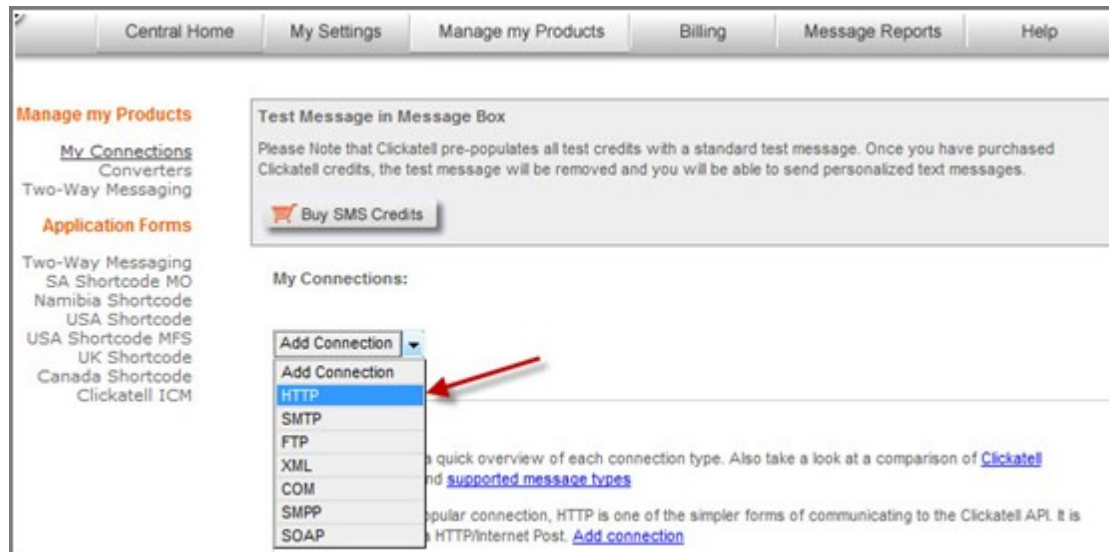 Central Home
My Settings
Manage my Products
Billing
Message Reports
Help
Manage my Products
My Connections
Converters
Two-Way Messaging
Application Forms
Two-Way Messaging
SA Shortcode MO
Namibia Shortcode
USA Shortcode
USA Shortcode MFS
UK Shortcode
Canada Shortcode
Clickatell ICM
Test Message in Message Box
Please Note that Clickatell pre-populates all test credits with a standard test message. Once you have purchased
Clickatell credits, the test message will be removed and you will be able to send personalized text messages.
Buy SMS Credits
My Connections:
Add Connection
Add Connection
HTTP
SMTP
FTP
XML
COM
SMPP
SOAP
a quick overview of each connection type. Also take a look at a comparison of Clickatell
nd supported message types
opular connection, HTTP is one of the simpler forms of communicating to the Clickatell API. It is
a HTTP/Internet Post. Add connection